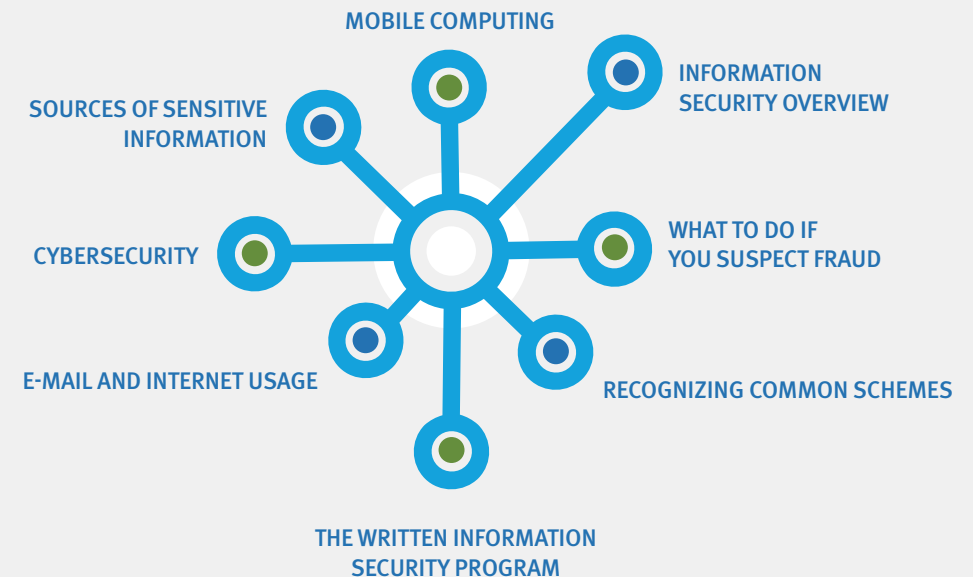 MOBILE COMPUTING
INFORMATION
SECURITY OVERVIEW
SOURCES OF SENSITIVE
INFORMATION
WHAT TO DO IF
YOU SUSPECT FRAUD
CYBERSECURITY
E-MAIL AND INTERNET USAGE
RECOGNIZING COMMON SCHEMES
THE WRITTEN INFORMATION
SECURITY PROGRAM